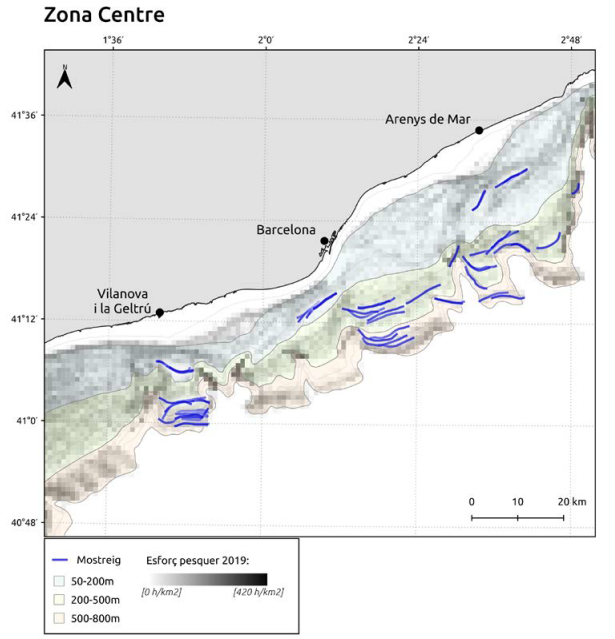 Zona Centre
1°36'
2°0'
2°24'
2°48'
N
41°36'
Arenys de Mar
41°24'
Barcelona
Vilanova
i la Geltrú
41°12'
41°0'
0 10 20 km
40°48'
Mostreig
Esforç pesquer 2019:
50-200m
[0 h/km2] [420 h/km2]
200-500m
500-800m